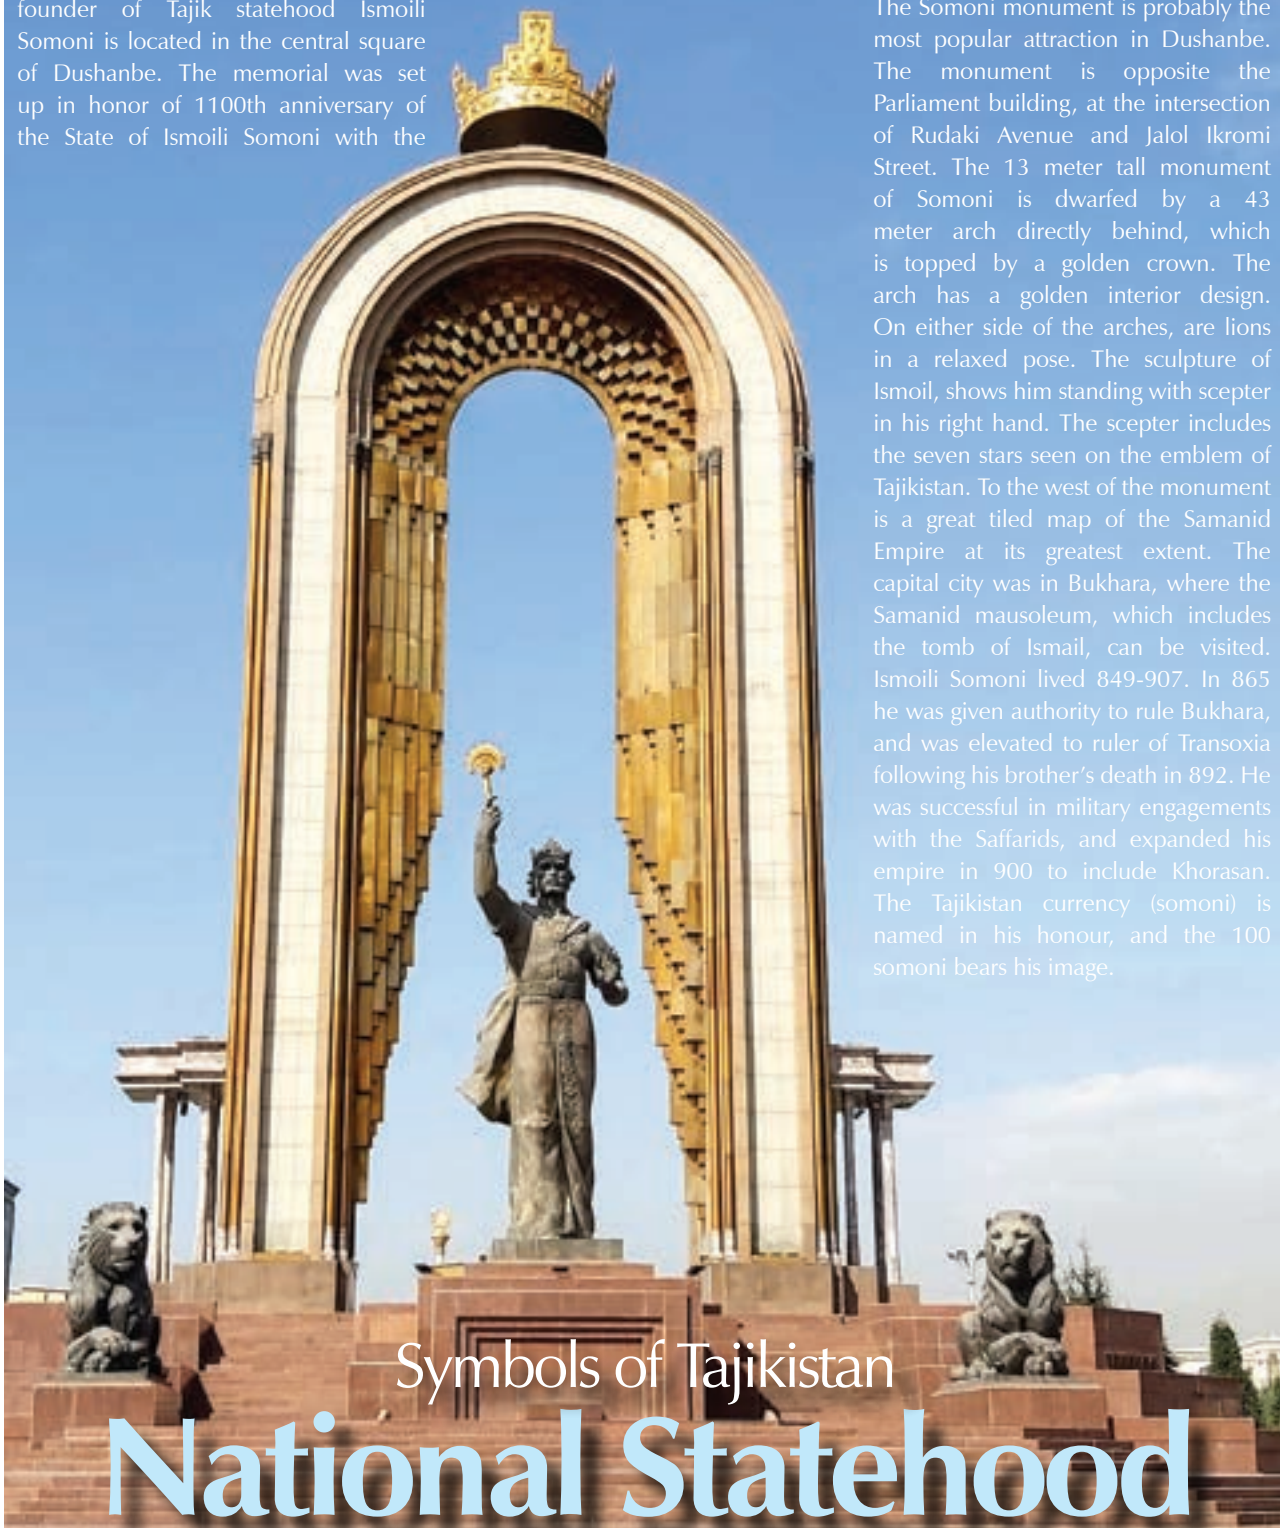 founder of Tajik statehood Ismoili
Somoni is located in the central square
of Dushanbe. The memorial was set
up in honor of 1100th anniversary of
the State of Ismoili Somoni with the
The Somoni monument is probably the
most popular attraction in Dushanbe.
The monument is opposite the
Parliament building, at the intersection
of Rudaki Avenue and Jalol Ikromi
Street. The 13 meter tall monument
of Somoni is dwarfed by a 43
meter arch directly behind, which
is topped by a golden crown. The
arch has a golden interior design.
On either side of the arches, are lions
in a relaxed pose. The sculpture of
Ismoil, shows him standing with scepter
in his right hand. The scepter includes
the seven stars seen on the emblem of
Tajikistan. To the west of the monument
is a great tiled map of the Samanid
Empire at its greatest extent. The
capital city was in Bukhara, where the
Samanid mausoleum, which includes
the tomb of Ismail, can be visited.
Ismoili Somoni lived 849-907. In 865
he was given authority to rule Bukhara,
and was elevated to ruler of Transoxia
following his brother’s death in 892. He
was successful in military engagements
with the Saffarids, and expanded his
empire in 900 to include Khorasan.
The Tajikistan currency (somoni) is
named in his honour, and the 100
somoni bears his image.
Symbols of Tajikistan
National Statehood